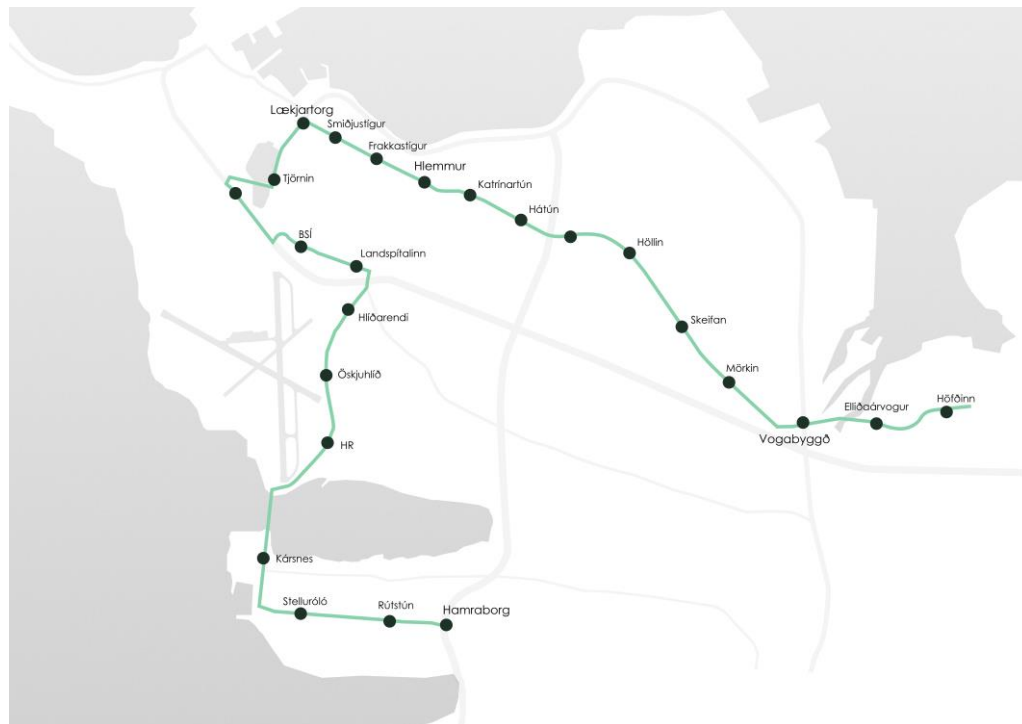 Lækjartorg
Smiðjustígur
Frakkastígur
Hlemmur
Tjörnin
Katrínartún
Hátún
BSÍ
Höllin
Landspítalinn
Hlíðarendi
Skeifan
Öskjuhlíð
Mörkin
Höfðinn
Elliðaárvogur
Vogabyggð
HR
Kársnes
Stelluróló
Rútstún
Hamraborg